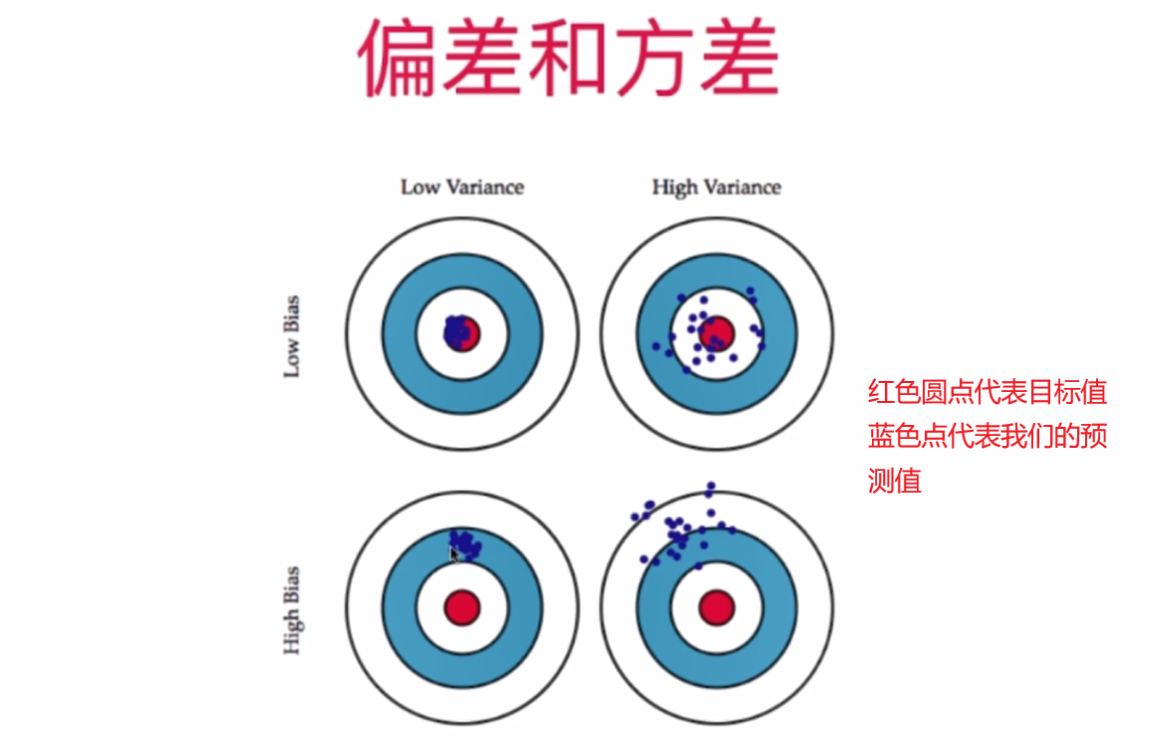 偏差和方差
Low Variance
High Variance
Low Bias
红色圆点代表目标值
蓝色点代表我们的预
测值
High Bias